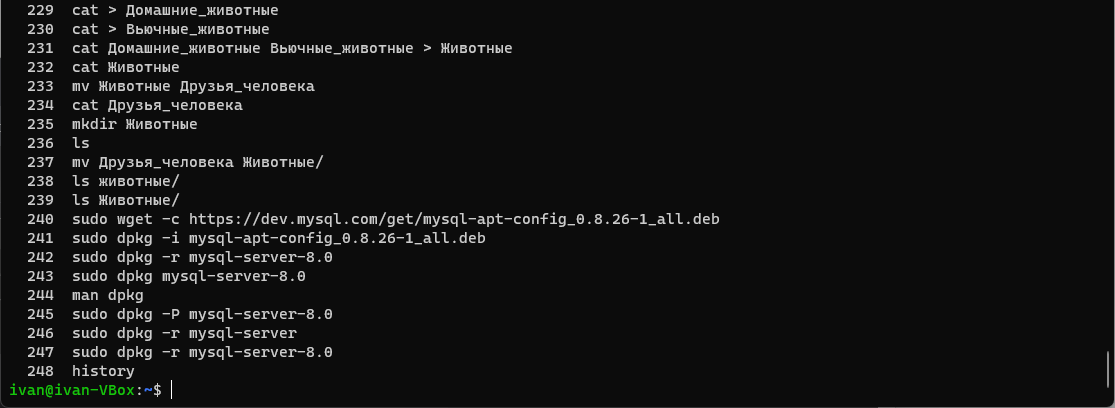 229 cat > Домашние_животные
230 cat > Вьючные_животные
231 cat Домашние_животные Вьючные_животные > Животные
232 cat Животные
233 mv Животные Друзья_человека
234 cat Друзья_человека
235 mkdir Животные
236 ls
237 mv Друзья_человека Животные/
238 ls животные/
239 ls Животные/
240 sudo wget -c https://dev.mysql.com/get/mysql-apt-config_0.8.26-1_all.deb
241 sudo dpkg -i mysql-apt-config_0.8.26-1_all.deb
242 sudo dpkg -r mysql-server-8.0
243 sudo dpkg mysql-server-8.0
244 man dpkg
245 sudo dpkg -P mysql-server-8.0
246 sudo dpkg -r mysql-server
247 sudo dpkg -r mysql-server-8.0
248 history
ivan@ivan-VBox:~$